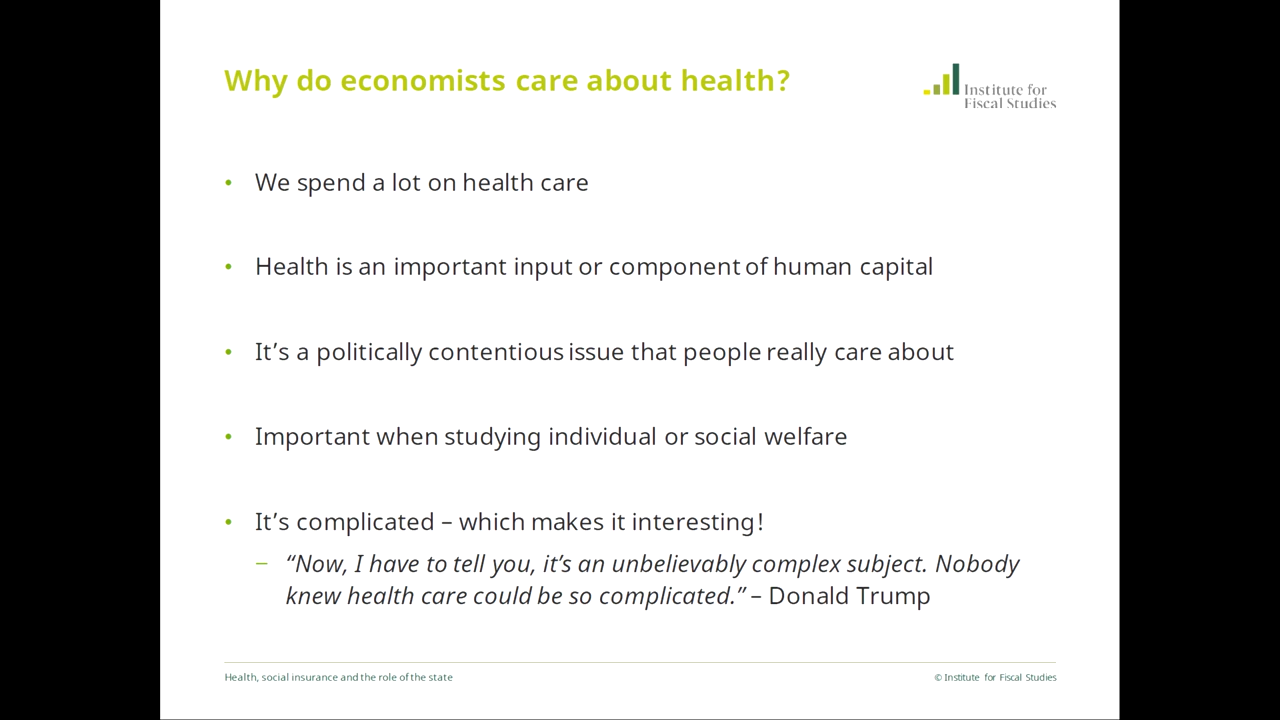 Why do economists care about health?
Institute for
Fiscal Studies
• We spend a lot on health care
• Health is an important input or component of human capital
• It’s a politically contentious issue that people really care about
• Important when studying individual or social welfare
• It’s complicated – which makes it interesting!
– “Now, I have to tell you, it’s an unbelievably complex subject. Nobody
knew health care could be so complicated.” – Donald Trump
Health, social insurance and the role of the state
© Institute for Fiscal Studies